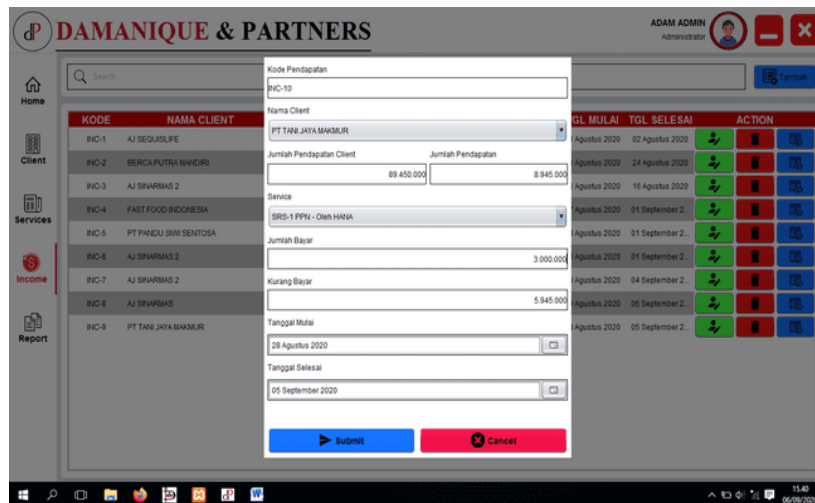 DAMANIQUE & PARTNERS
ADAM ADMIN
Administrator
Search
Tambah
Home
Client
Services
Income
Report
KODE NAMA CLIENT GL MULAI TGL SELESAI ACTION
INC-1 AJ SEQUISLIFE Agustus 2020 02 Agustus 2020
INC-2 BERCA PUTRA MANDIRI Agustus 2020 24 Agustus 2020
INC-3 AJ SINARMAS 2 Agustus 2020 16 Agustus 2020
INC-4 FAST FOOD INDONESIA Agustus 2020 01 September 2...
INC-5 PT PANDU SIWI SENTOSA Agustus 2020 01 September 2...
INC-6 AJ SINARMAS 2 Agustus 2020 01 September 2...
INC-7 AJ SINARMAS 2 Agustus 2020 04 September 2...
INC-8 AJ SINARMAS Agustus 2020 05 September 2...
INC-9 PT TANI JAYA MAKMUR Agustus 2020 05 September 2...
Kode Pendapatan
INC-10
Nama Client
PT TANI JAYA MAKMUR
Jumlah Pendapatan Client Jumlah Pendapatan
89.450.000 8.945.000
Service
SRS-1 PPN - Oleh HANA
Jumlah Bayar
3.000.000
Kurang Bayar
5.945.000
Tanggal Mulai
28 Agustus 2020
Tanggal Selesai
05 September 2020
Submit Cancel
15.40